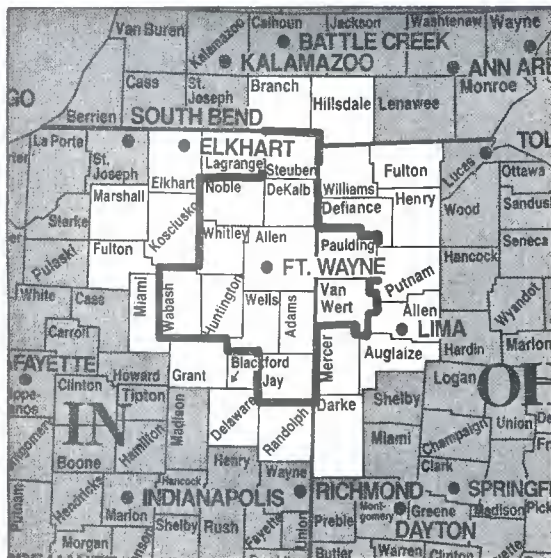 Van Buren Calhoun Jackson Washtenaw Wayne
Kalamazoo BATTLE CREEK
KALAMAZOO ANN AR
Cass St. Joseph Branch Hillsdale Lenawee Monroe
GO
Berrien SOUTH BEND
La Porte ELKHART TOL
St. Joseph Lagrange Steuben Fulton Lucas Ottawa
Elkhart Noble DeKalb Williams Henry Sandus
Marshall Kosciusko Defiance Wood
Starke Whitley Allen Paulding Seneca
Fulton FT. WAYNE Putnam Hancock
Pulaski Van Wert Allen Wyandot
White Cass Miami Wabash Huntington Wells Adams LIMA
Carroll Mercer Auglaize Hardin Marion
FAYETTE Howard Grant Blackford Jay Logan
Clinton Tipton Darke Shelby OH
IN Madison Delaware Randolph Miami Champaign Union
Boone Hamilton Henry Clark
Hendricks Hancock Wayne
INDIANAPOLIS RICHMOND SPRINGF
Putnam Marion Shelby Rush Fayette Union Preble Montgomery Greene Madison Pick
DAYTON
Morgan Butler Warren Clinton